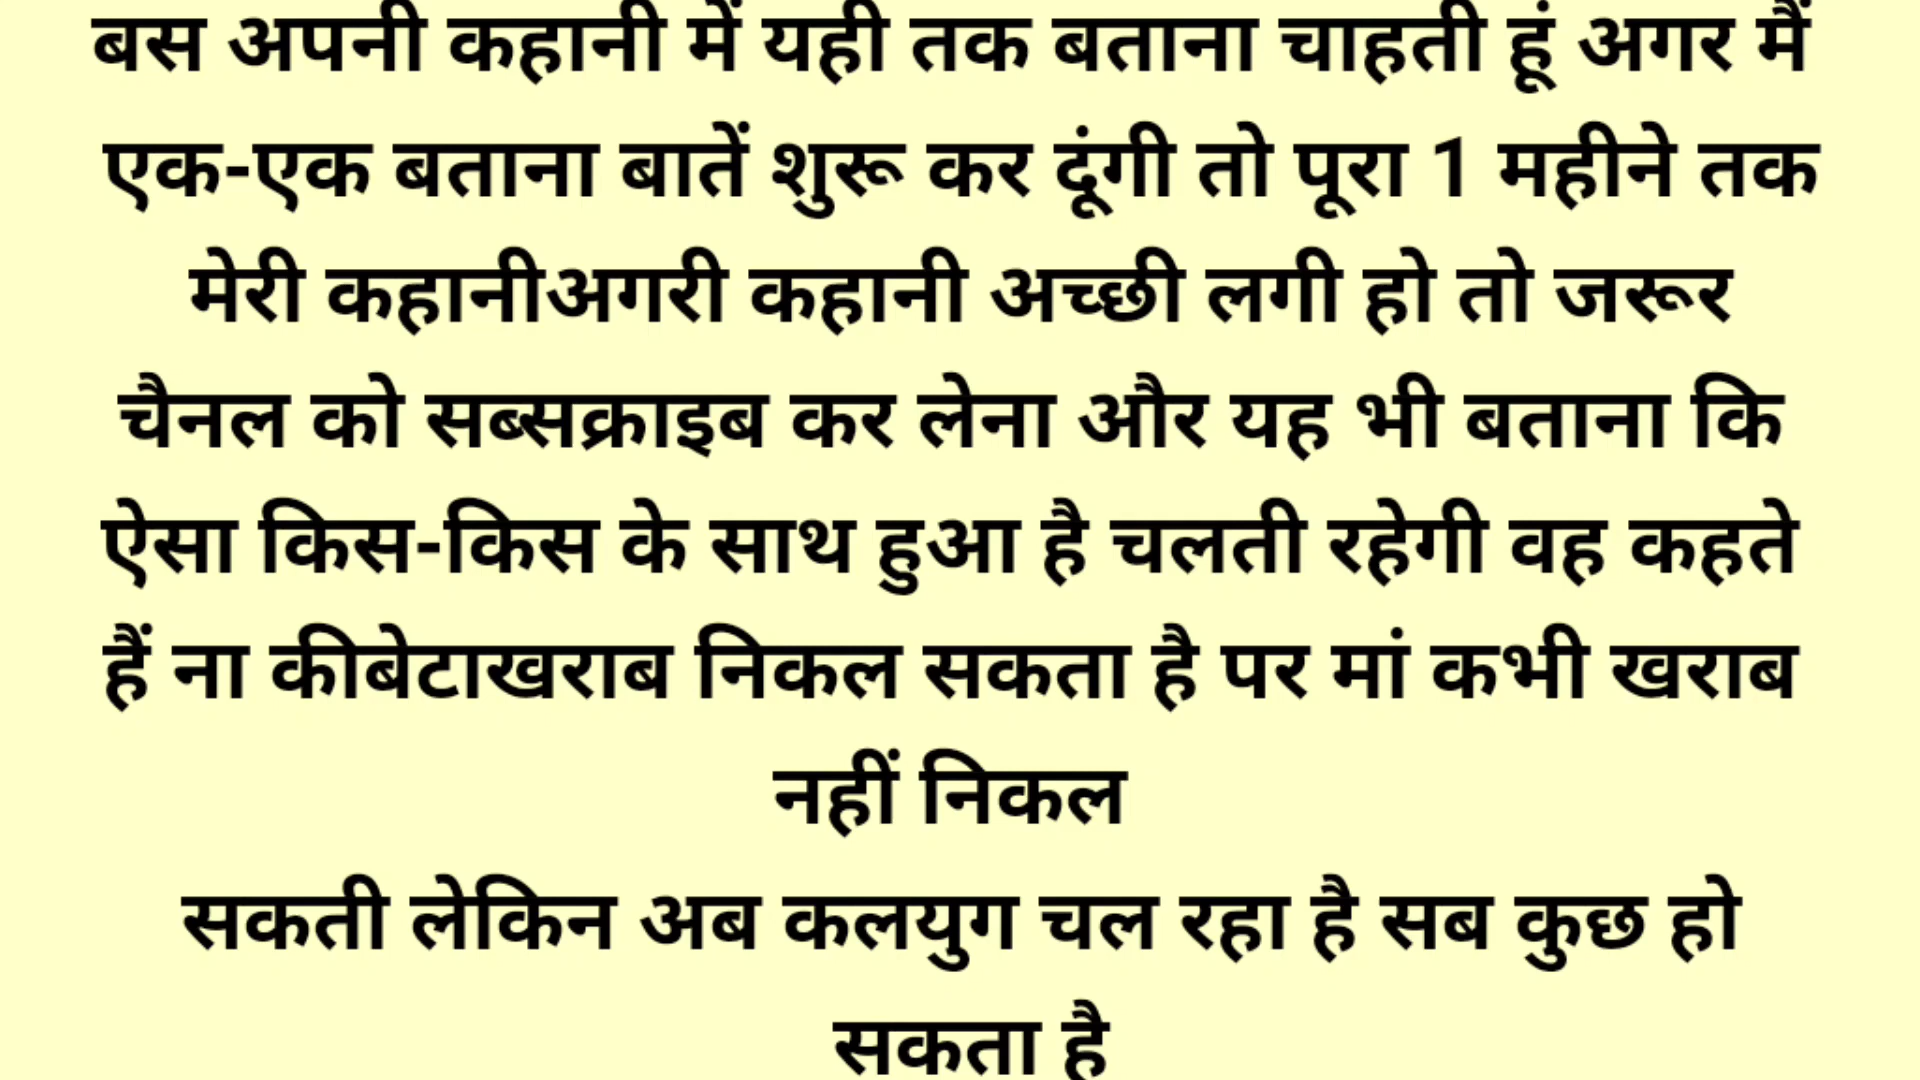 बस अपनी कहानी में यही तक बताना चाहती हूं अगर मैं
एक-एक बताना बातें शुरू कर दूंगी तो पूरा 1 महीने तक
मेरी कहानीअगरी कहानी अच्छी लगी हो तो जरूर
चैनल को सब्सक्राइब कर लेना और यह भी बताना कि
ऐसा किस-किस के साथ हुआ है चलती रहेगी वह कहते
हैं ना कीबेटाखराब निकल सकता है पर मां कभी खराब
नहीं निकल
सकती लेकिन अब कलयुग चल रहा है सब कुछ हो
सकता है